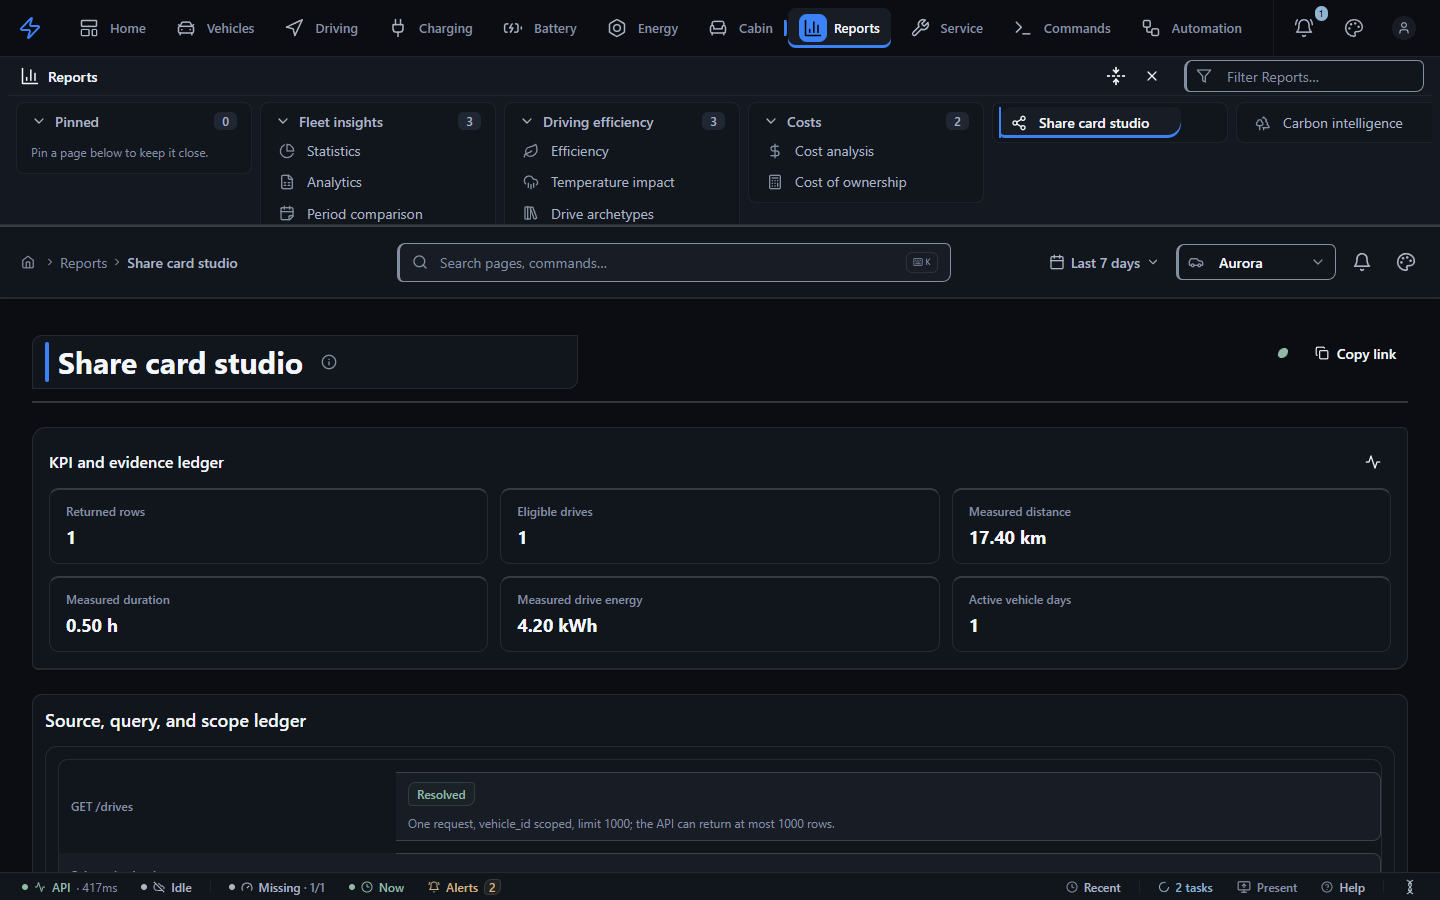 Home
Vehicles
Driving
Charging
Battery
Energy
Cabin
Reports
Service
Commands
Automation
1
Reports
Filter Reports...
Pinned
0
Pin a page below to keep it close.
Fleet insights
3
Statistics
Analytics
Period comparison
Driving efficiency
3
Efficiency
Temperature impact
Drive archetypes
Costs
2
Cost analysis
Cost of ownership
Share card studio
Carbon intelligence
Reports
Share card studio
Search pages, commands...
K
Last 7 days
Aurora
Share card studio
Copy link
KPI and evidence ledger
Returned rows
1
Eligible drives
1
Measured distance
17.40 km
Measured duration
0.50 h
Measured drive energy
4.20 kWh
Active vehicle days
1
Source, query, and scope ledger
GET /drives
Resolved
One request, vehicle_id scoped, limit 1000; the API can return at most 1000 rows.
API · 417ms
Idle
Missing · 1/1
Now
Alerts 2
Recent
2 tasks
Present
Help